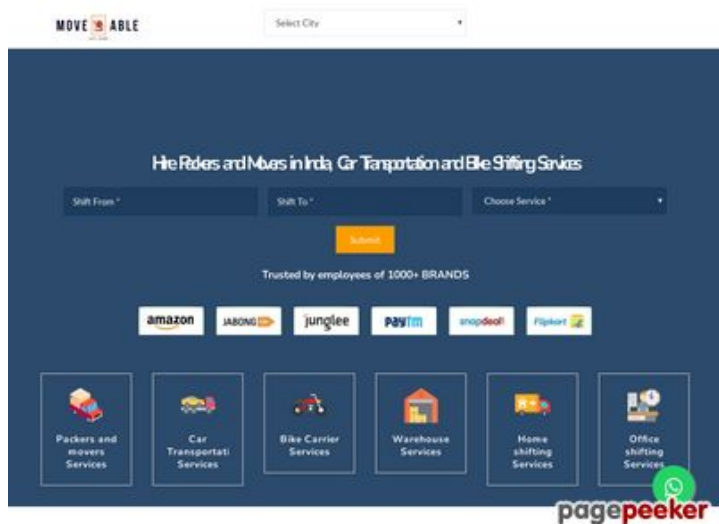 MOVE ABLE
Select City
Hire Packers and Movers in India, Car Transportation and Bike Shifting Services
Shift From *
Shift To *
Choose Service *
Submit
Trusted by employees of 1000+ BRANDS
amazon
JABONG
junglee
Paytm
snapdeal
Flipkart
Packers and
movers
Services
Car
Transportati
Services
Bike Carrier
Services
Warehouse
Services
Home
shifting
Services
Office
shifting
Services
pagepeeker